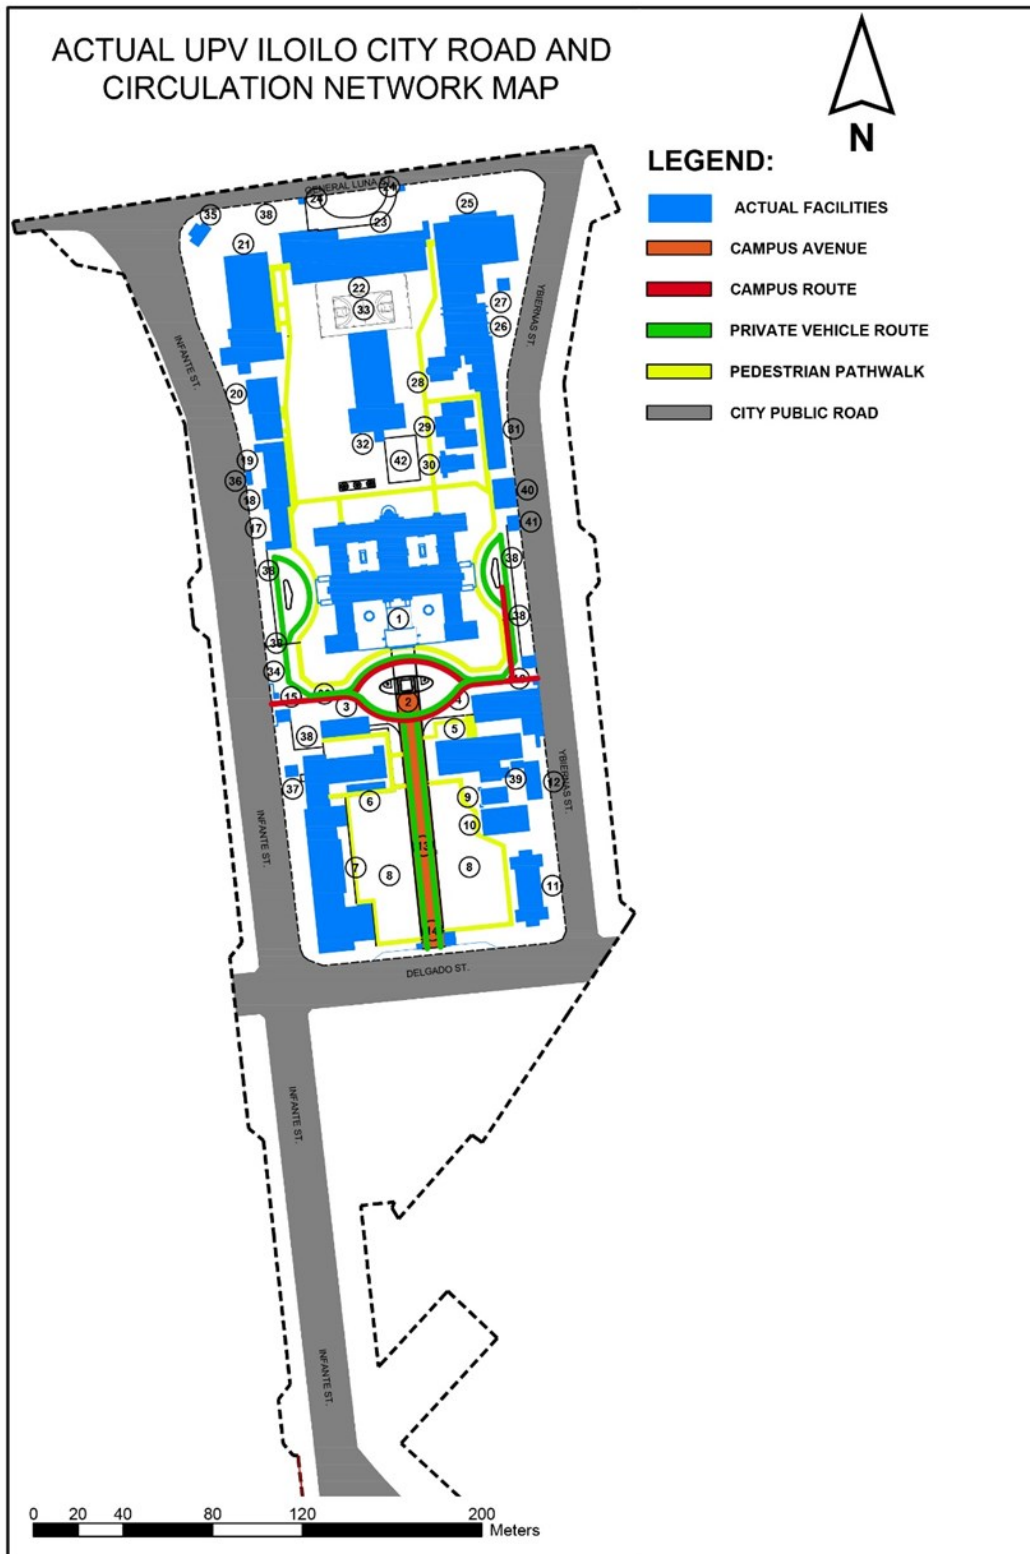 ACTUAL UPV ILOILO CITY ROAD AND
CIRCULATION NETWORK MAP
N
LEGEND:
ACTUAL FACILITIES
CAMPUS AVENUE
CAMPUS ROUTE
PRIVATE VEHICLE ROUTE
PEDESTRIAN PATHWALK
CITY PUBLIC ROAD
GENERAL LUNA
24
24
35
38
23
25
21
22
33
27
26
YBIERNAS ST.
INFANTE ST.
20
28
29
31
32
42
30
19
36
18
17
40
41
38
38
38
38
1
34
15
2
3
4
5
38
37
6
39
12
YBIERNAS ST.
9
10
INFANTE ST.
7
8
8
13
11
14
DELGADO ST.
INFANTE ST.
INFANTE ST.
0 20 40 80 120 200
Meters